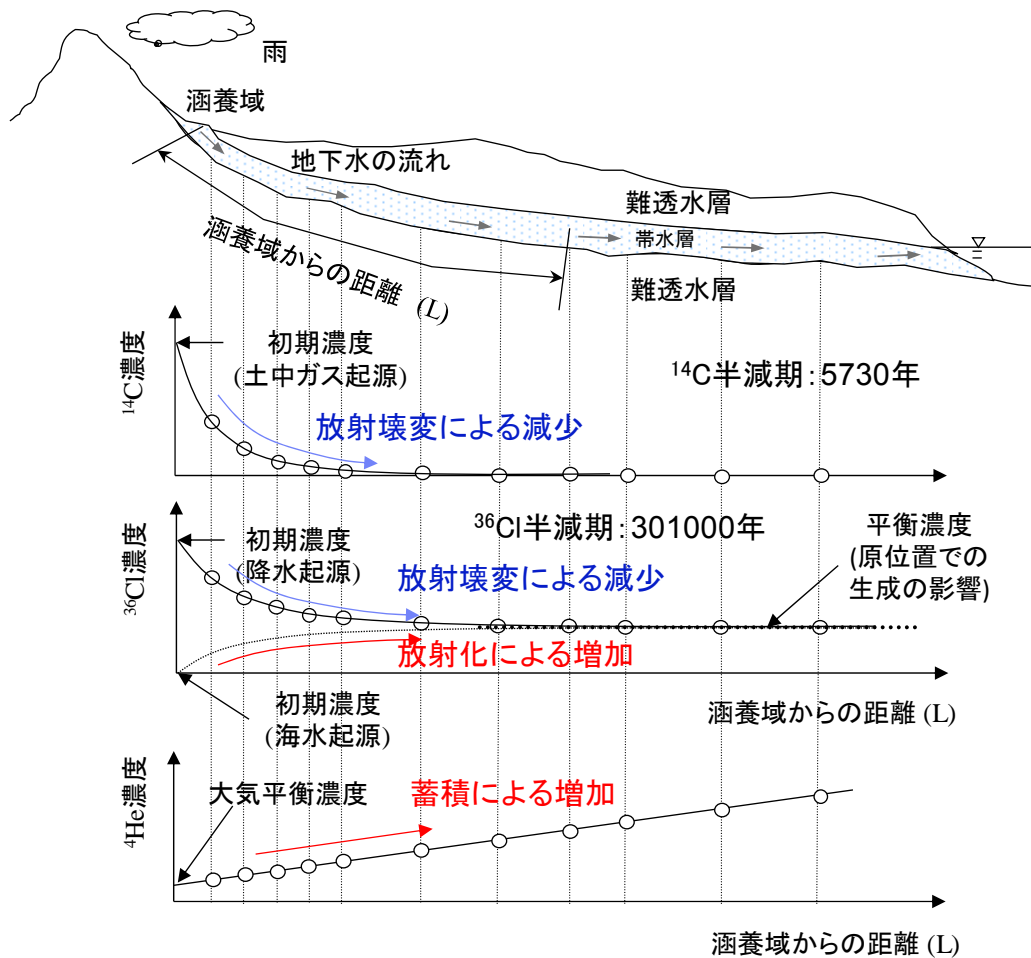 雨
涵養域
地下水の流れ
難透水層
帯水層
難透水層
涵養域からの距離 (L)
14C濃度
初期濃度
(土中ガス起源)
14C半減期:5730年
放射壊変による減少
36Cl濃度
初期濃度
(降水起源)
36Cl半減期:301000年
放射壊変による減少
平衡濃度
(原位置での
生成の影響)
放射化による増加
初期濃度
(海水起源)
涵養域からの距離 (L)
4He濃度
大気平衡濃度
蓄積による増加
涵養域からの距離 (L)